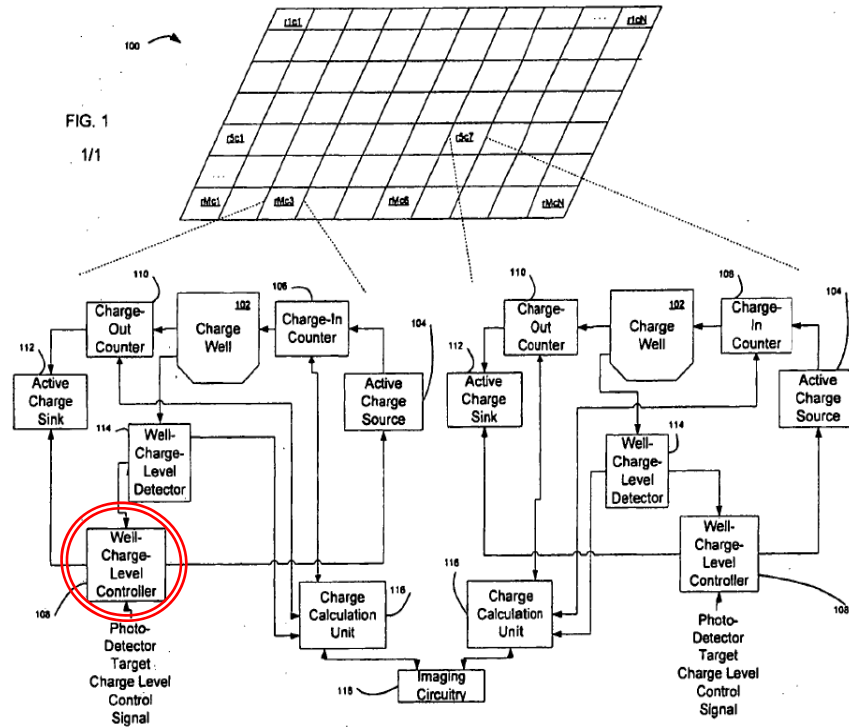 100
r1c1
...
r1cN
FIG. 1
1/1
r5c1
r5c7
...
rMc1
rMc3
rMc6
rMcN
110
106
104
110
108
104
Charge-
Out
Counter
102
Charge
Well
Charge-In
Counter
Charge-
Out
Counter
102
Charge
Well
Charge-
In
Counter
112
Active
Charge
Sink
Active
Charge
Source
112
Active
Charge
Sink
Active
Charge
Source
114
Well-
Charge-
Level
Detector
114
Well-
Charge-
Level
Detector
Well-
Charge-
Level
Controller
108
Photo-
Detector
Target
Charge Level
Control
Signal
Charge
Calculation
Unit
116
116
Charge
Calculation
Unit
Well-
Charge-
Level
Controller
108
Photo-
Detector
Target
Charge Level
Control
Signal
118
Imaging
Circuitry